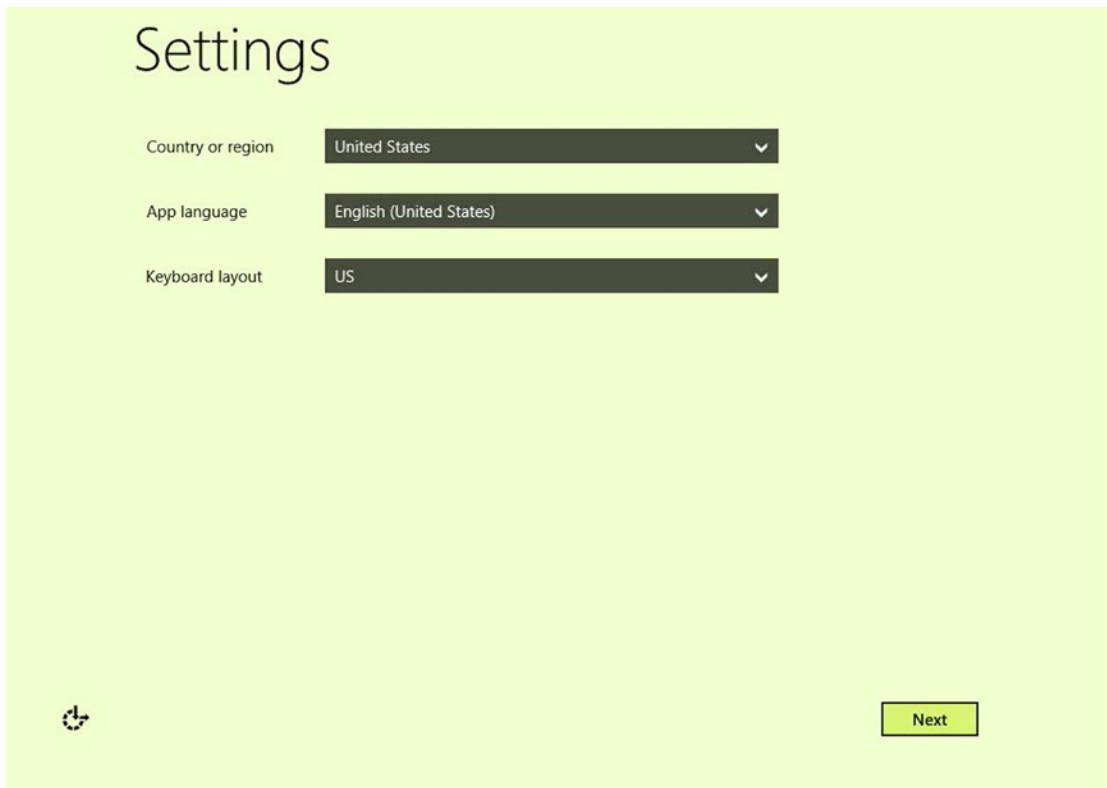 Settings
Country or region United States
App language English (United States)
Keyboard layout US
Next